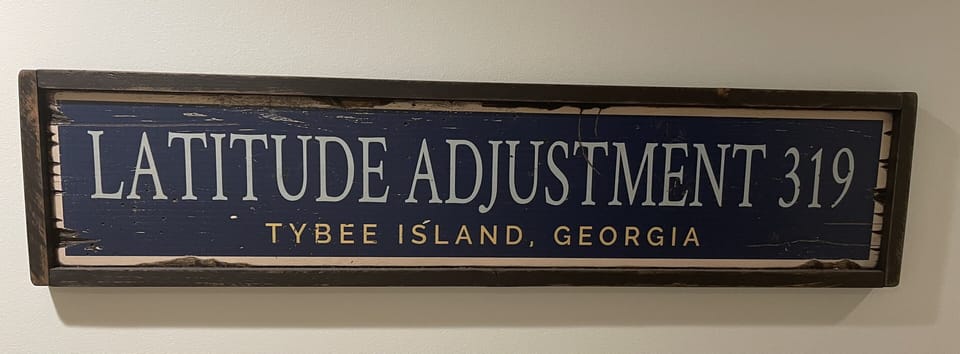 LATITUDE ADJUSTMENT 319
TYBEE ISLAND, GEORGIA